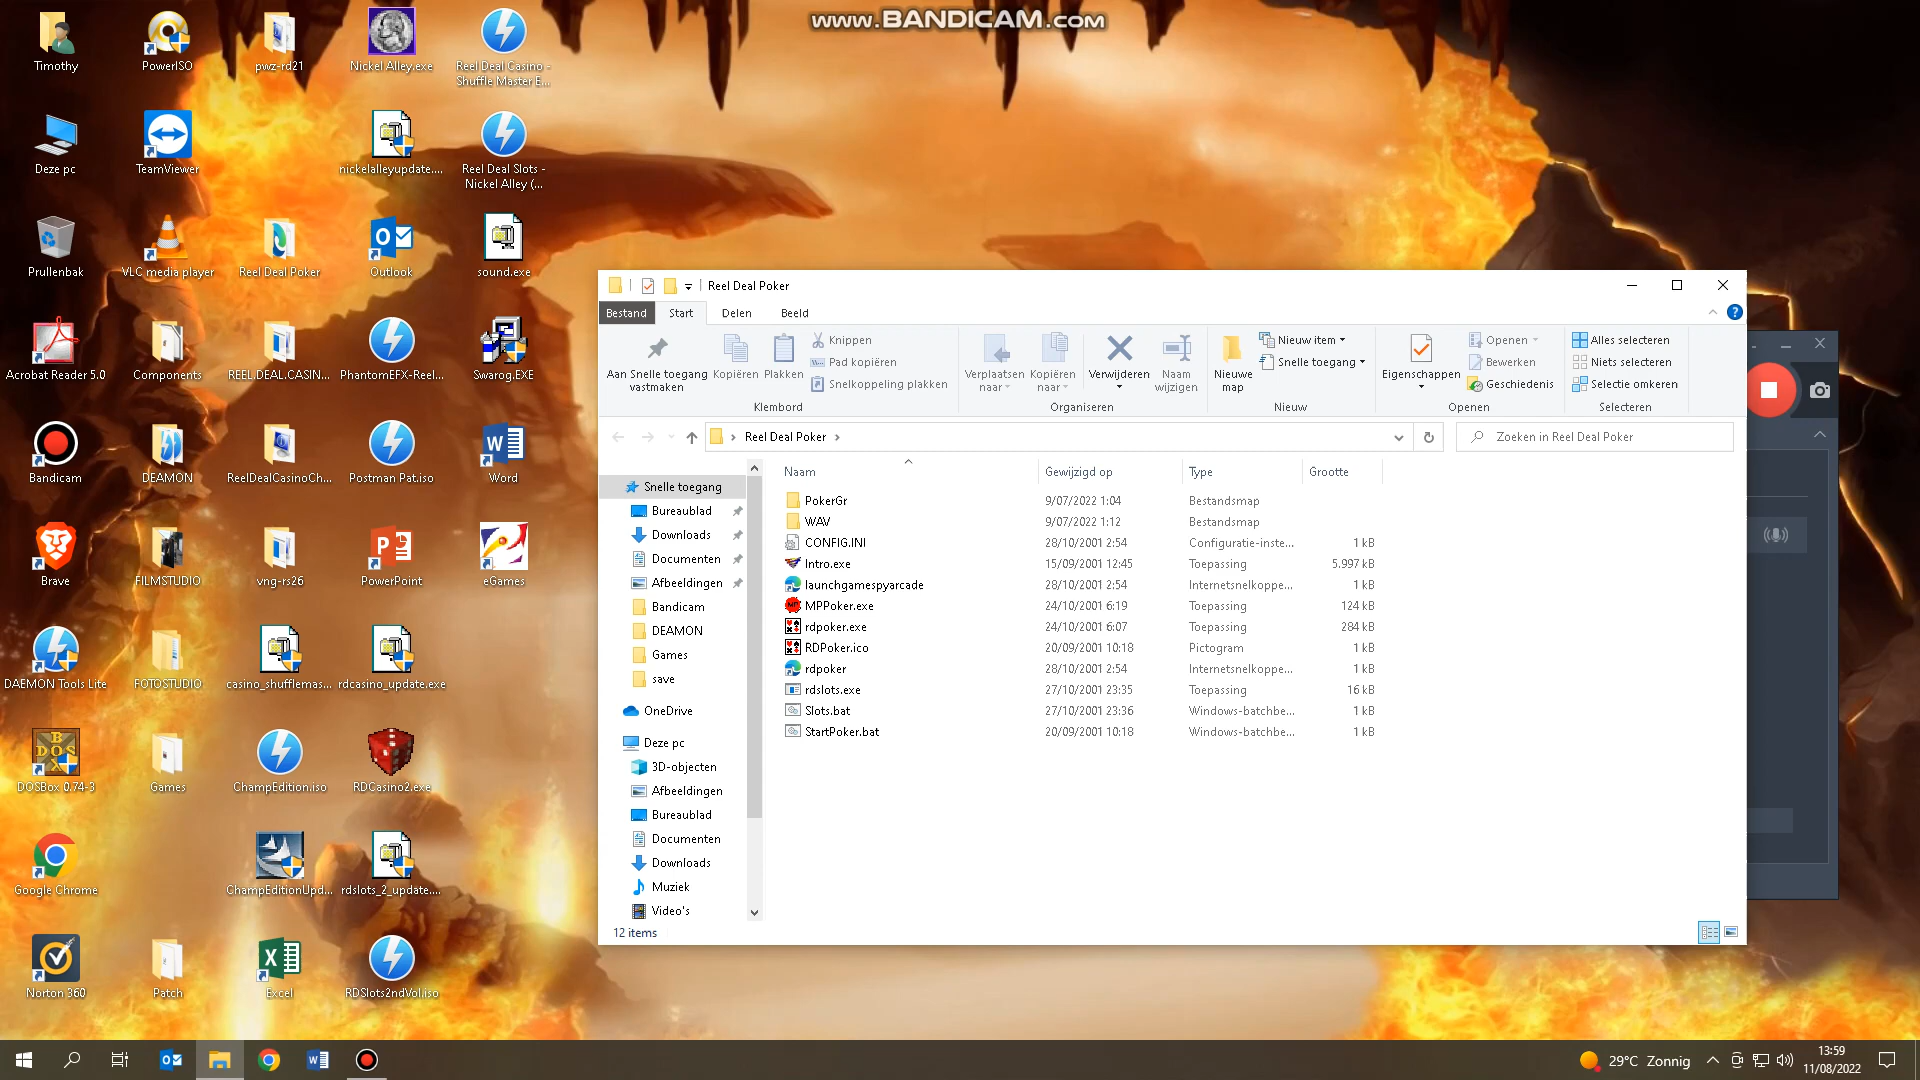 www.BANDICAM.com
Timothy
PowerISO
pwz-rd21
Nickel Alley.exe
Reel Deal Casino -
Shuffle Master E...
Deze pc
TeamViewer
nickelalleyupdate....
Reel Deal Slots -
Nickel Alley (...
Prullenbak
VLC media player
Reel Deal Poker
Outlook
sound.exe
Acrobat Reader 5.0
Components
REEL.DEAL.CASIN...
PhantomEFX-Reel...
Swarog.EXE
Bandicam
DEAMON
ReelDealCasinoCh...
Postman Pat.iso
Word
Brave
FILMSTUDIO
vng-rs26
PowerPoint
eGames
DAEMON Tools Lite
FOTOSTUDIO
casino_shufflemas...
rdcasino_update.exe
DOSBox 0.74-3
Games
ChampEdition.iso
RDCasino2.exe
Google Chrome
ChampEditionUpd...
rdslots_2_update....
Norton 360
Patch
Excel
RDSlots2ndVol.iso
Reel Deal Poker
Bestand
Start
Delen
Beeld
Aan Snelle toegang
vastmaken
Kopiëren
Plakken
Knippen
Pad kopiëren
Snelkoppeling plakken
Klembord
Verplaatsen
naar
Kopiëren
naar
Verwijderen
Naam
wijzigen
Organiseren
Nieuwe
map
Nieuw item
Snelle toegang
Nieuw
Eigenschappen
Openen
Bewerken
Geschiedenis
Openen
Alles selecteren
Niets selecteren
Selectie omkeren
Selecteren
Reel Deal Poker
Zoeken in Reel Deal Poker
Snelle toegang
Bureaublad
Downloads
Documenten
Afbeeldingen
Bandicam
DEAMON
Games
save
OneDrive
Deze pc
3D-objecten
Afbeeldingen
Bureaublad
Documenten
Downloads
Muziek
Video's
Naam Gewijzigd op Type Grootte
PokerGr 9/07/2022 1:04 Bestandsmap
WAV 9/07/2022 1:12 Bestandsmap
CONFIG.INI 28/10/2001 2:54 Configuratie-inste... 1 kB
Intro.exe 15/09/2001 12:45 Toepassing 5.997 kB
launchgamespyarcade 28/10/2001 2:54 Internetsnelkoppe... 1 kB
MPPoker.exe 24/10/2001 6:19 Toepassing 124 kB
rdpoker.exe 24/10/2001 6:07 Toepassing 284 kB
RDPoker.ico 20/09/2001 10:18 Pictogram 1 kB
rdpoker 28/10/2001 2:54 Internetsnelkoppe... 1 kB
rdslots.exe 27/10/2001 23:35 Toepassing 16 kB
Slots.bat 27/10/2001 23:36 Windows-batchbe... 1 kB
StartPoker.bat 20/09/2001 10:18 Windows-batchbe... 1 kB
12 items
29°C Zonnig
13:59
11/08/2022